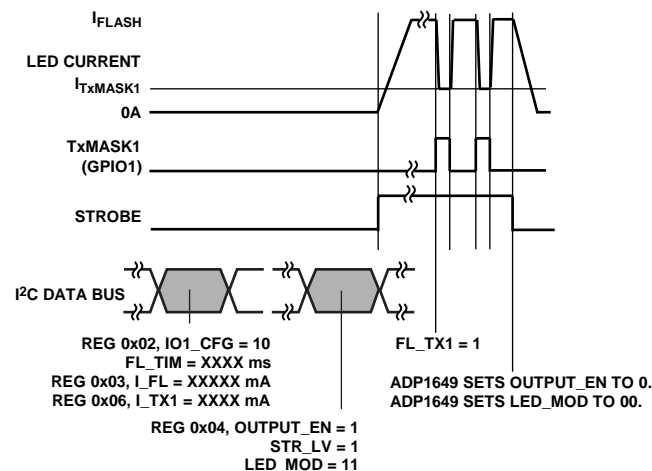 IFLASH
LED CURRENT
ITxMASK1
0A
TxMASK1
(GPIO1)
STROBE
I2C DATA BUS
REG 0x02, IO1_CFG = 10
FL_TIM = XXXX ms
REG 0x03, I_FL = XXXXX mA
REG 0x06, I_TX1 = XXXX mA
REG 0x04, OUTPUT_EN = 1
STR_LV = 1
LED_MOD = 11
FL_TX1 = 1
ADP1649 SETS OUTPUT_EN TO 0.
ADP1649 SETS LED_MOD TO 00.